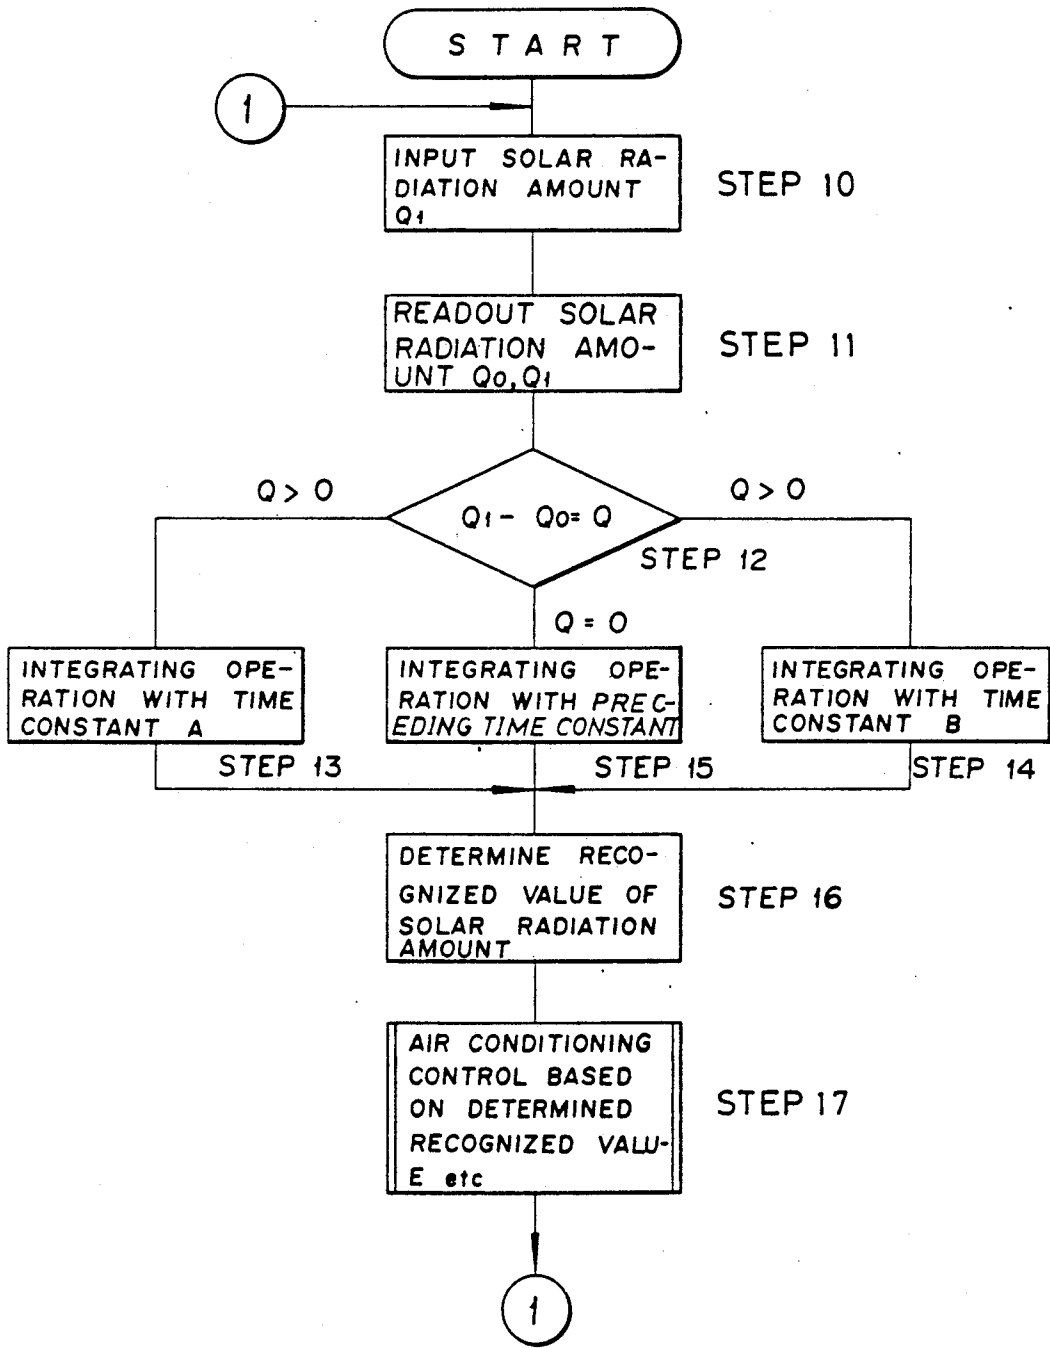 START
1
INPUT SOLAR RA-
DIATION AMOUNT
Q1
STEP 10
READOUT SOLAR
RADIATION AMO-
UNT Q0,Q1
STEP 11
Q > 0
Q1 - Q0 = Q
Q > 0
STEP 12
Q = 0
INTEGRATING OPE-
RATION WITH TIME
CONSTANT A
STEP 13
INTEGRATING OPE-
RATION WITH PREC-
EDING TIME CONSTANT
STEP 15
INTEGRATING OPE-
RATION WITH TIME
CONSTANT B
STEP 14
DETERMINE RECO-
GNIZED VALUE OF
SOLAR RADIATION
AMOUNT
STEP 16
AIR CONDITIONING
CONTROL BASED
ON DETERMINED
RECOGNIZED VALU-
E etc
STEP 17
1